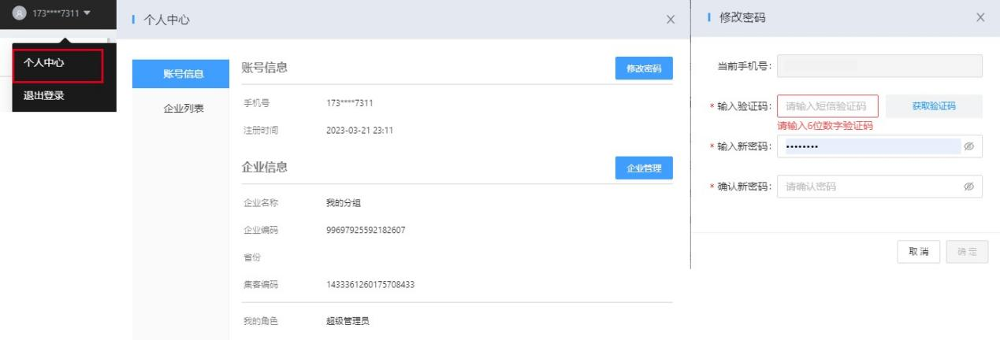 173****7311
个人中心
退出登录
个人中心
账号信息
企业列表
账号信息
修改密码
手机号 173****7311
注册时间 2023-03-21 23:11
企业信息
企业管理
企业名称 我的分组
企业编码 99697925592182607
省份
集客编码 1433361260175708433
我的角色 超级管理员
修改密码
当前手机号:
* 输入验证码: 请输入短信验证码 获取验证码
请输入6位数字验证码
* 输入新密码: ••••••••
* 确认新密码: 请确认密码
取消 确定